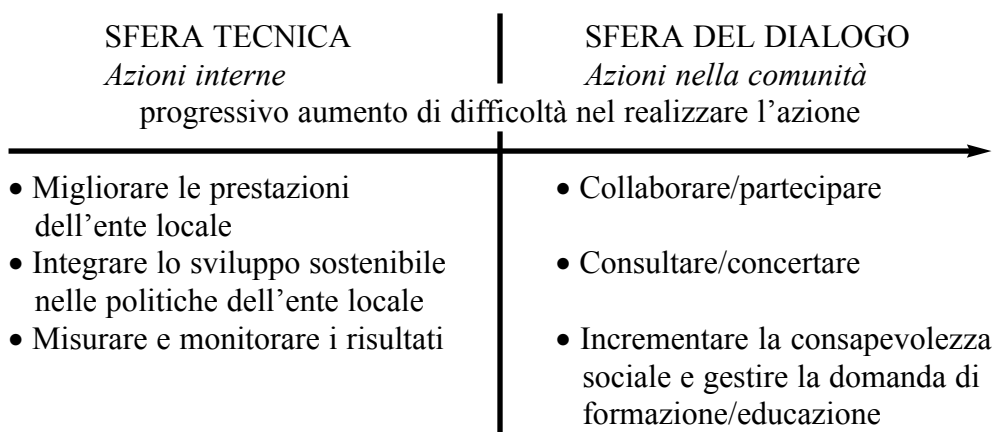 SFERA TECNICA
Azioni interne
SFERA DEL DIALOGO
Azioni nella comunità
progressivo aumento di difficoltà nel realizzare l’azione
• Migliorare le prestazioni
dell’ente locale
• Integrare lo sviluppo sostenibile
nelle politiche dell’ente locale
• Misurare e monitorare i risultati
• Collaborare/partecipare
• Consultare/concertare
• Incrementare la consapevolezza
sociale e gestire la domanda di
formazione/educazione